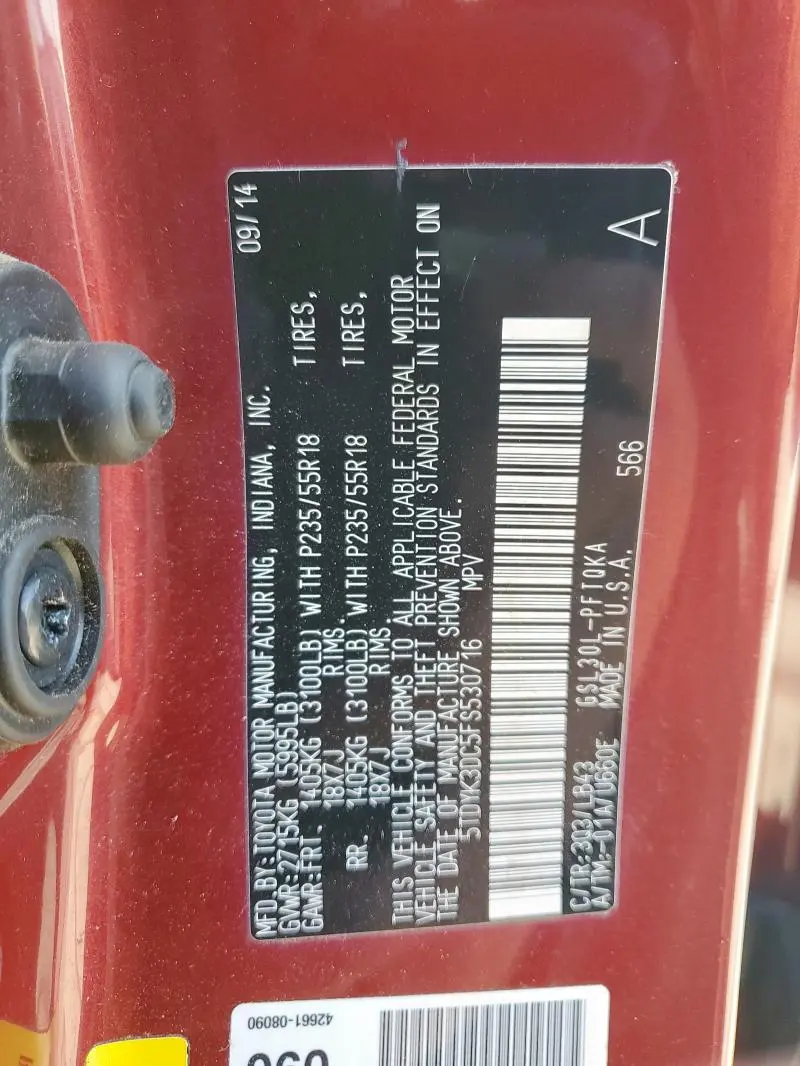 MFD.BY:TOYOTA MOTOR MANUFACTURING, INDIANA, INC. 09/14
GVWR:2715KG (5995LB)
GAWR:FRT. 1405KG (3100LB) WITH P235/55R18 TIRES,
18X7J RIMS.
RR. 1405KG (3100LB) WITH P235/55R18 TIRES,
18X7J RIMS.
THIS VEHICLE CONFORMS TO ALL APPLICABLE FEDERAL MOTOR
VEHICLE SAFETY AND THEFT PREVENTION STANDARDS IN EFFECT ON
THE DATE OF MANUFACTURE SHOWN ABOVE.
5TDYK3DC5FS530716 MPV
C/TR:3Q3/LB43 GSL30L-PFTQKA
A/TM:-01A/U660E MADE IN U.S.A. 566 A
42661-08090